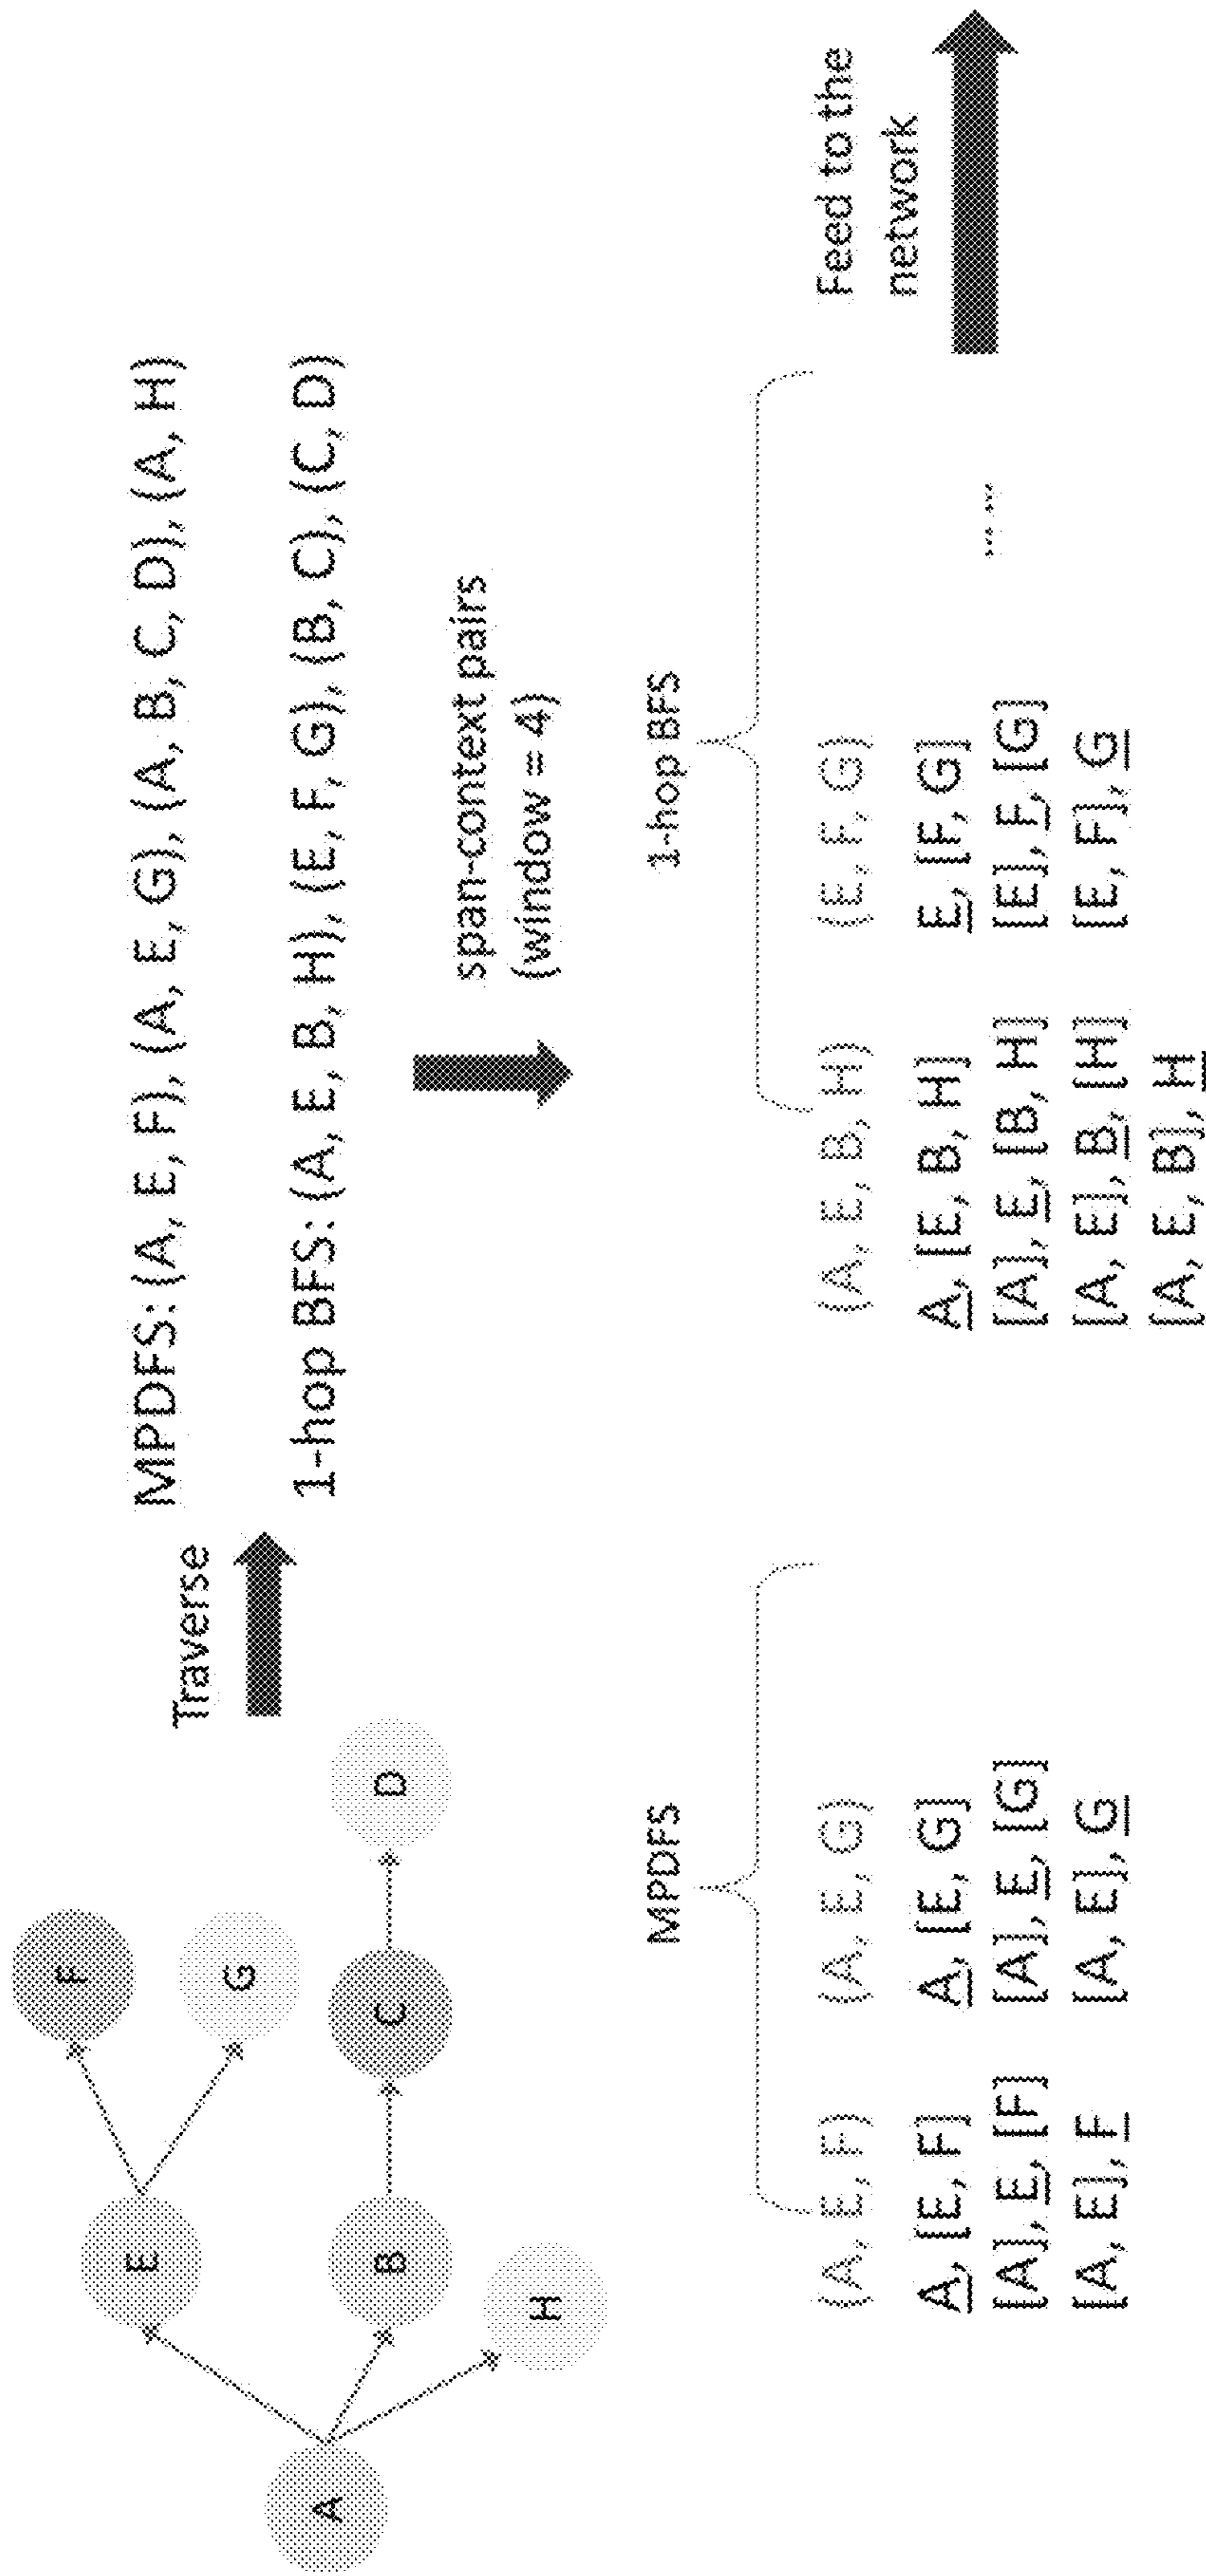 F
E
G
A
B
C
D
H
Traverse
MPDFS: (A, E, F), (A, E, G), (A, B, C, D), (A, H)
1-hop BFS: (A, E, B, H), (E, F, G), (B, C), (C, D)
span-context pairs
(window = 4)
MPDFS
(A, E, F)
A, [E, F]
[A], E, [F]
[A, E], F
(A, E, G)
A, [E, G]
[A], E, [G]
[A, E], G
1-hop BFS
(A, E, B, H)
A, [E, B, H]
[A], E, [B, H]
[A, E], B, [H]
[A, E, B], H
(E, F, G)
E, [F, G]
[E], F, [G]
[E, F], G
... ...
Feed to the
network